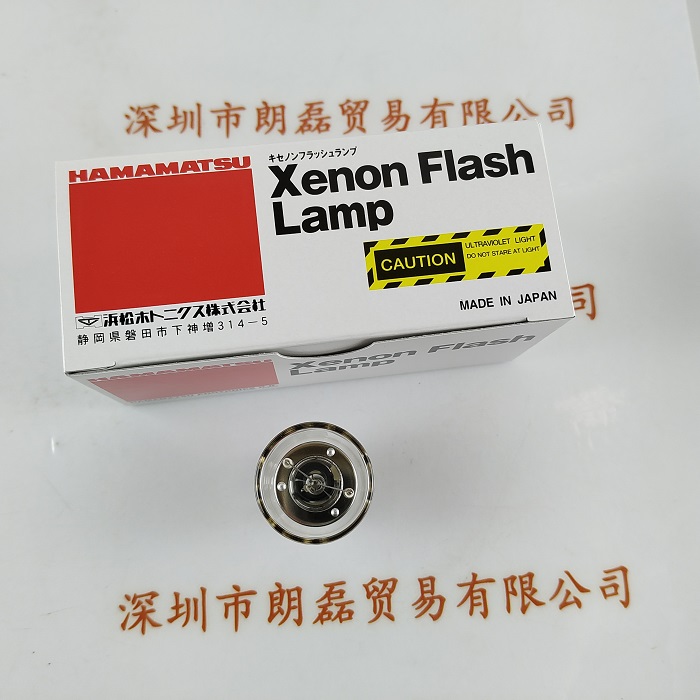 深圳市朗磊贸易有限公司
HAMAMATSU
キセノンフラッシュランプ
Xenon Flash
Lamp
CAUTION
ULTRAVIOLET LIGHT
DO NOT STARE AT LIGHT
浜松ホトニクス株式会社
静岡県磐田市下神増314-5
MADE IN JAPAN
司
HAMAMATSU
Xenon Flash
Lamp
深圳市朗磊贸易有限公司